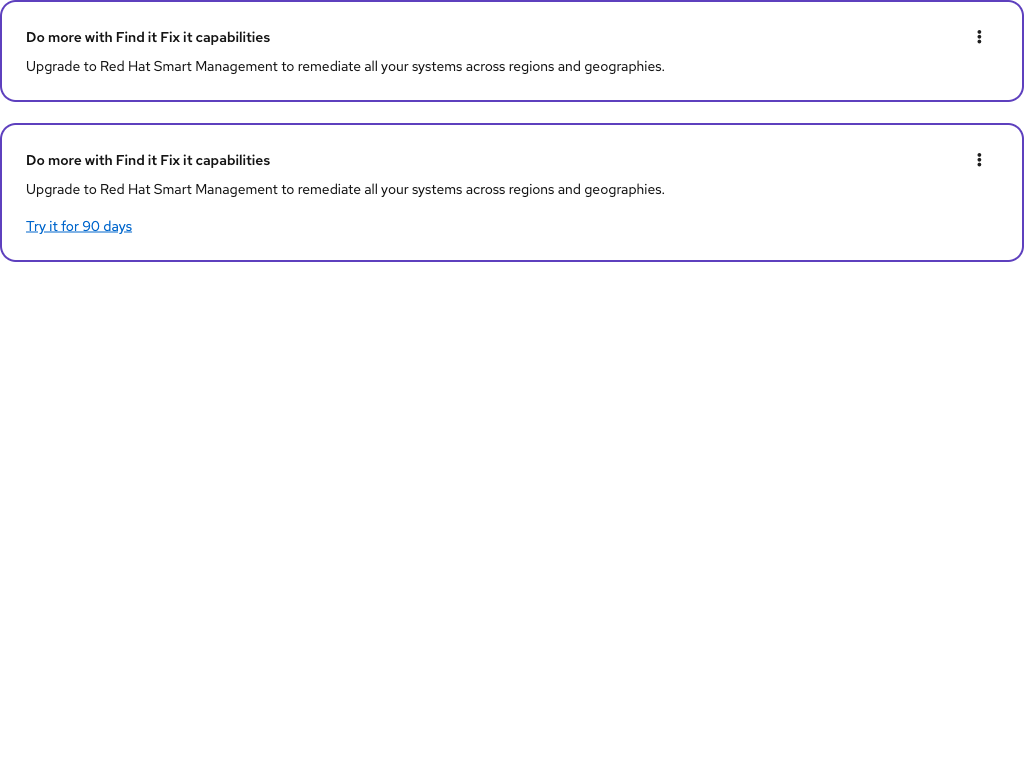 Do more with Find it Fix it capabilities
Upgrade to Red Hat Smart Management to remediate all your systems across regions and geographies.
Do more with Find it Fix it capabilities
Upgrade to Red Hat Smart Management to remediate all your systems across regions and geographies.
Try it for 90 days